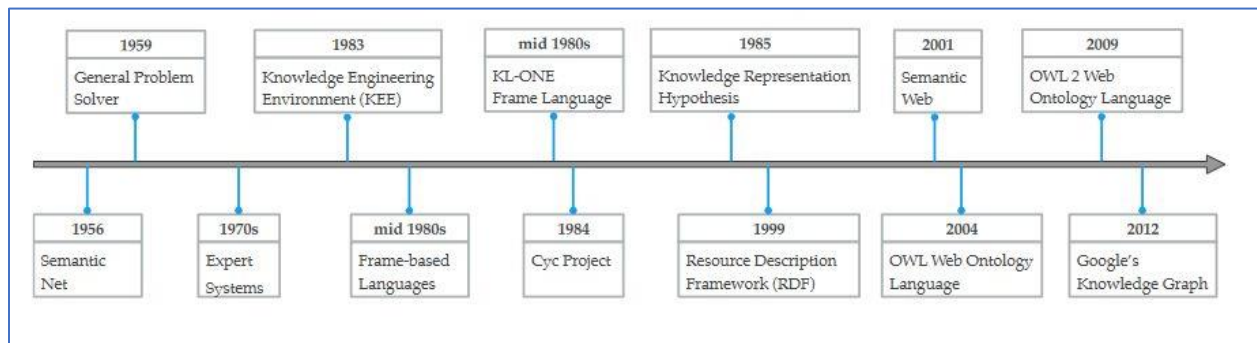 1959
General Problem
Solver
1983
Knowledge Engineering
Environment (KEE)
mid 1980s
KL-ONE
Frame Language
1985
Knowledge Representation
Hypothesis
2001
Semantic
Web
2009
OWL 2 Web
Ontology Language
1956
Semantic
Net
1970s
Expert
Systems
mid 1980s
Frame-based
Languages
1984
Cyc Project
1999
Resource Description
Framework (RDF)
2004
OWL Web Ontology
Language
2012
Google's
Knowledge Graph